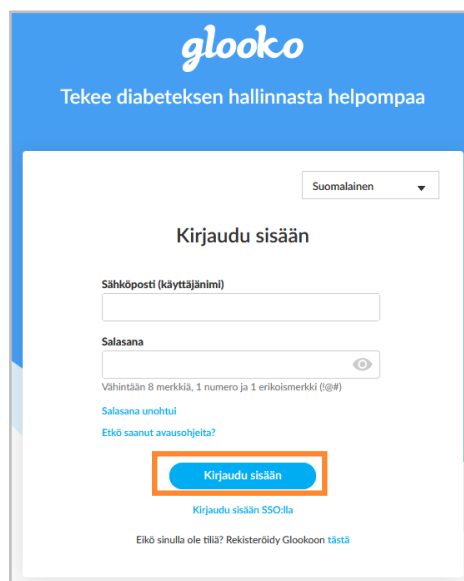 glooko
Tekee diabeteksen hallinnasta helpompaa
Suomalainen
Kirjaudu sisään
Sähköposti (käyttäjänimi)
Salasana
Vähintään 8 merkkiä, 1 numero ja 1 erikoismerkki (!@#)
Salasana unohtui
Etkö saanut avausohjeita?
Kirjaudu sisään
Kirjaudu sisään SSO:lla
Eikö sinulla ole tiliä? Rekisteröidy Glookoon tästä